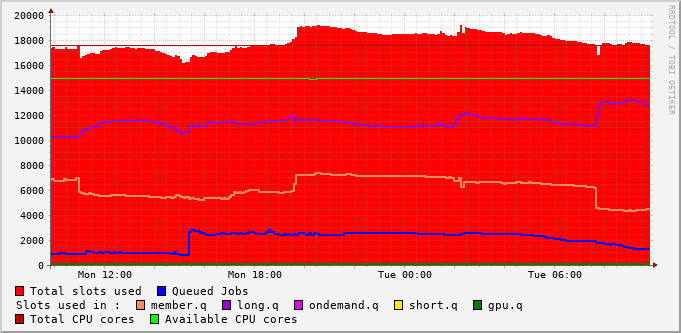 20000
18000
16000
14000
12000
10000
8000
6000
4000
2000
0
Mon 12:00 Mon 18:00 Tue 00:00 Tue 06:00
RRDTOOL / TOBI OETIKER
Total slots used Queued Jobs
Slots used in : member.q long.q ondemand.q short.q gpu.q
Total CPU cores Available CPU cores